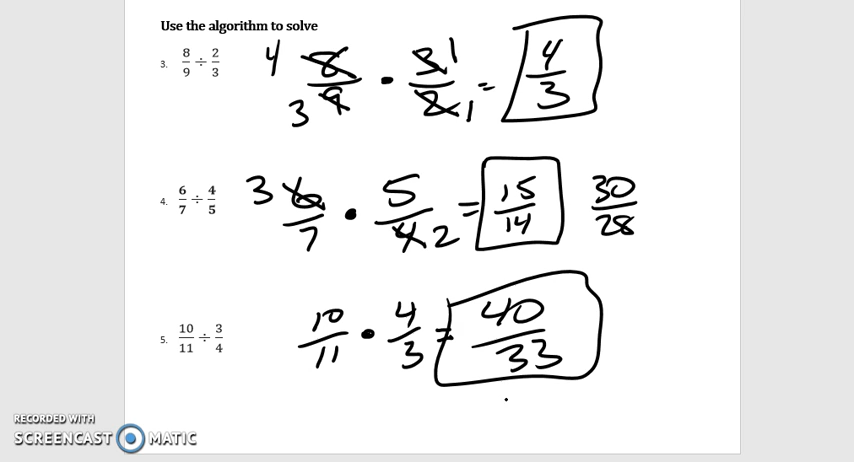 Use the algorithm to solve
3. 8/9 ÷ 2/3 4 8/9 3 • 3/2 1 1 = 4/3
4. 6/7 ÷ 4/5 3 6/7 • 5/4 2 = 15/14 30/28
5. 10/11 ÷ 3/4 10/11 • 4/3 = 40/33
RECORDED WITH
SCREENCAST MATIC